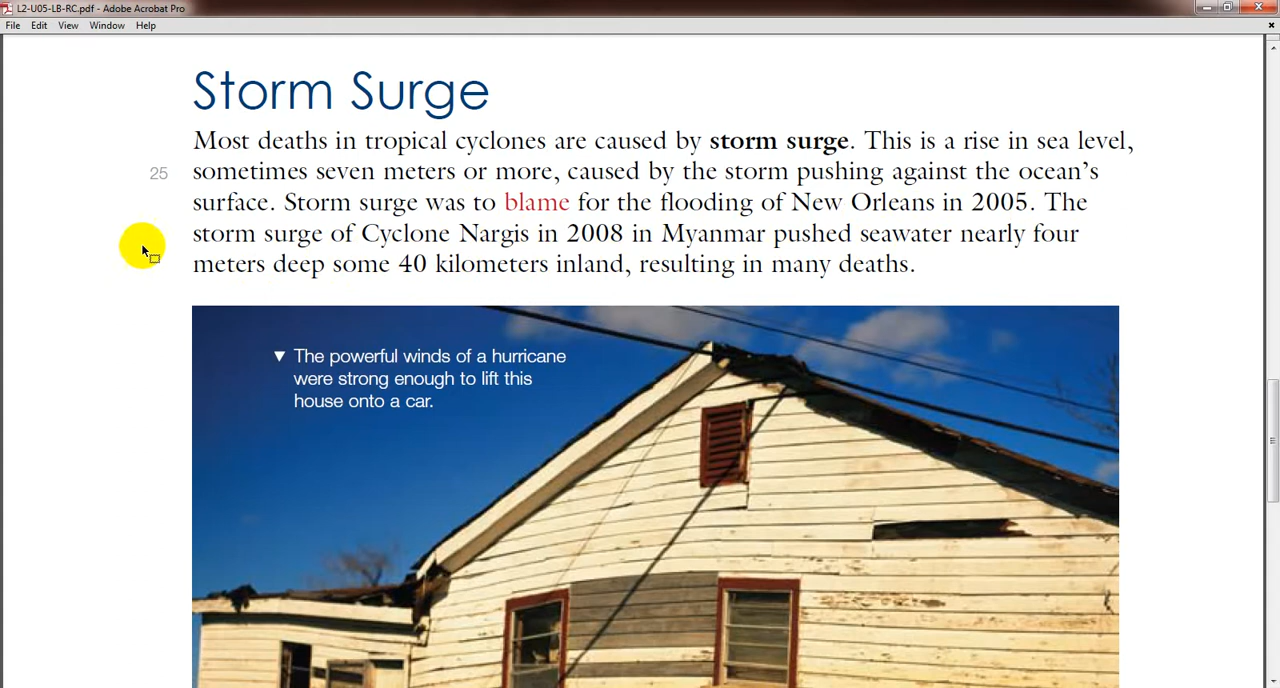 L2-U05-LB-RC.pdf - Adobe Acrobat Pro
File Edit View Window Help
Storm Surge
Most deaths in tropical cyclones are caused by storm surge. This is a rise in sea level,
25 sometimes seven meters or more, caused by the storm pushing against the ocean’s
surface. Storm surge was to blame for the flooding of New Orleans in 2005. The
storm surge of Cyclone Nargis in 2008 in Myanmar pushed seawater nearly four
meters deep some 40 kilometers inland, resulting in many deaths.
▼ The powerful winds of a hurricane
were strong enough to lift this
house onto a car.